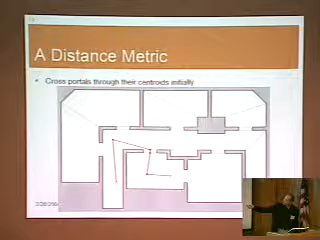 A Distance Metric
Cross portals through their centroids initially